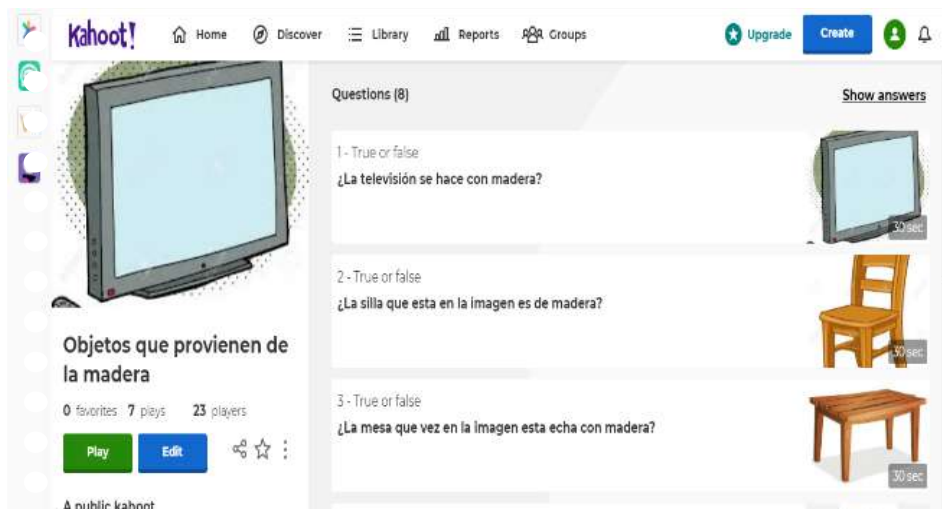 Kahoot!
Home
Discover
Library
Reports
Groups
Upgrade
Create
Questions (8)
Show answers
1 - True or false
¿La televisión se hace con madera?
30 sec
2 - True or false
¿La silla que esta en la imagen es de madera?
30 sec
Objetos que provienen de
la madera
0 favorites 7 plays 23 players
Play
Edit
A public kahoot
3 - True or false
¿La mesa que vez en la imagen esta echa con madera?
30 sec